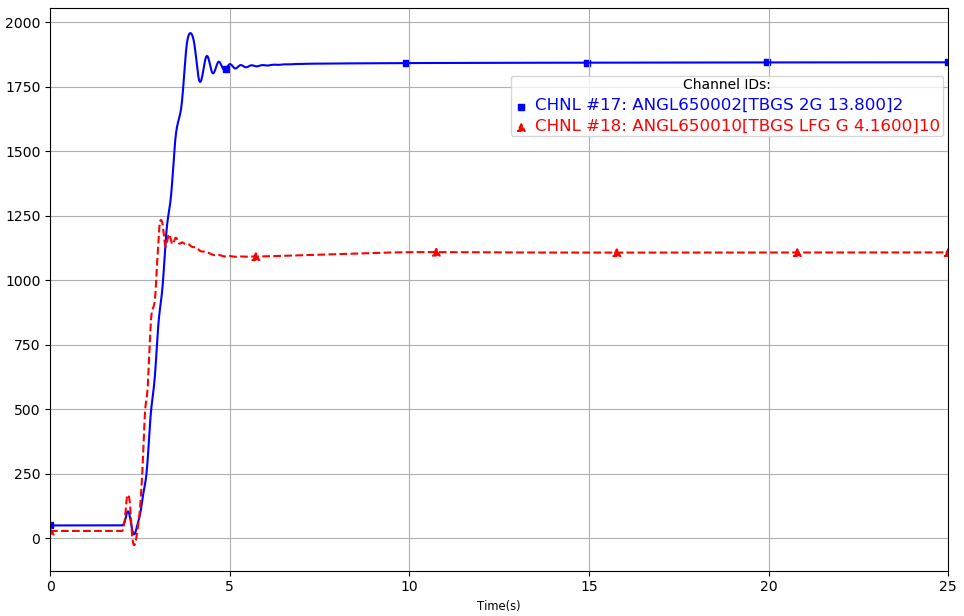 2000
1750
1500
1250
1000
750
500
250
0
Channel IDs:
CHNL #17: ANGL650002[TBGS 2G 13.800]2
CHNL #18: ANGL650010[TBGS LFG G 4.1600]10
0 5 10 15 20 25
Time(s)